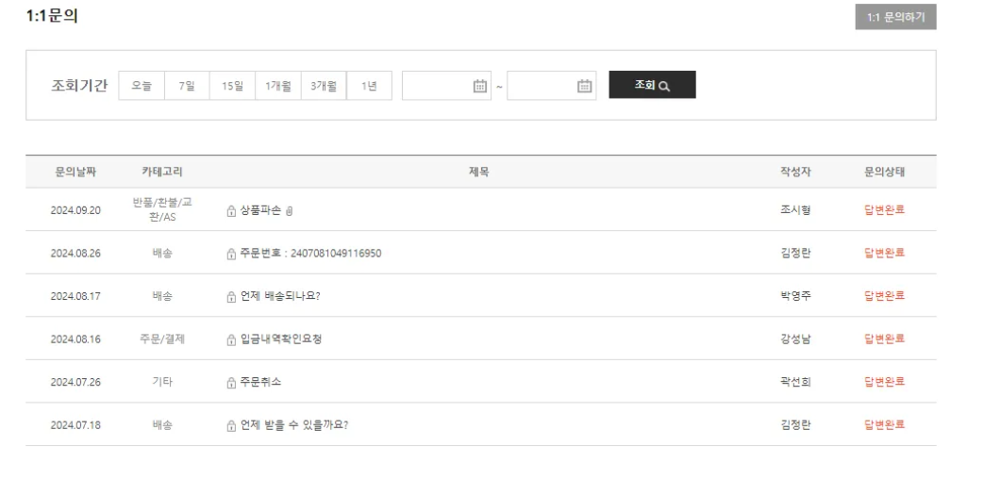 1:1문의
1:1 문의하기
조회기간 오늘 7일 15일 1개월 3개월 1년 ~ 조회
문의날짜 카테고리 제목 작성자 문의상태
2024.09.20 반품/환불/교환/AS 상품파손 조시형 답변완료
2024.08.26 배송 주문번호 : 2407081049116950 김정란 답변완료
2024.08.17 배송 언제 배송되나요? 박영주 답변완료
2024.08.16 주문/결제 입금내역확인요청 강성남 답변완료
2024.07.26 기타 주문취소 곽선희 답변완료
2024.07.18 배송 언제 받을 수 있을까요? 김정란 답변완료